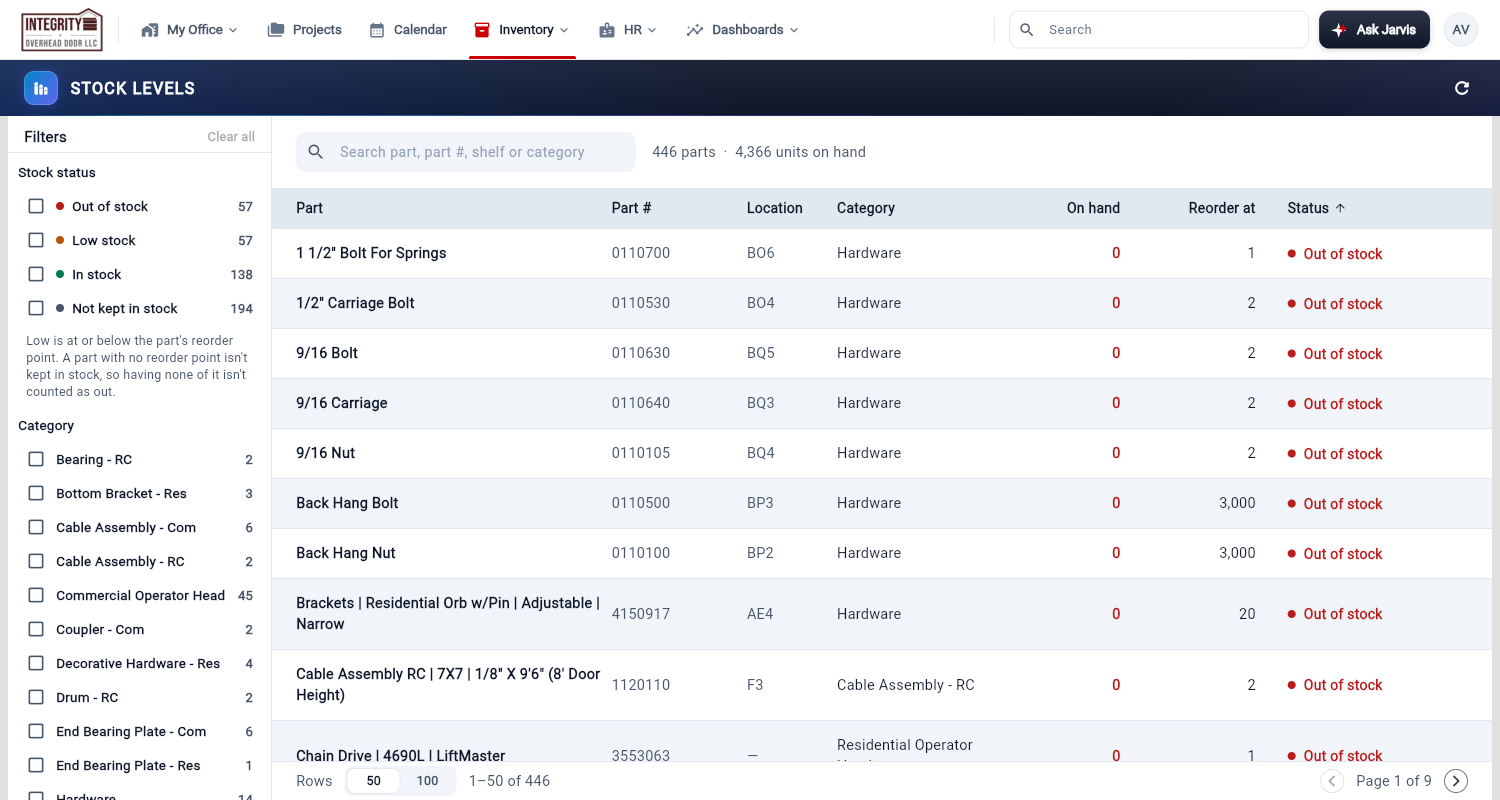 INTEGRITY
OVERHEAD DOOR LLC
My Office
Projects
Calendar
Inventory
HR
Dashboards
Search
Ask Jarvis
AV
STOCK LEVELS
Filters
Clear all
Stock status
Out of stock 57
Low stock 57
In stock 138
Not kept in stock 194
Low is at or below the part's reorder
point. A part with no reorder point isn't
kept in stock, so having none of it isn't
counted as out.
Category
Bearing - RC 2
Bottom Bracket - Res 3
Cable Assembly - Com 6
Cable Assembly - RC 2
Commercial Operator Head 45
Coupler - Com 2
Decorative Hardware - Res 4
Drum - RC 2
End Bearing Plate - Com 6
End Bearing Plate - Res 1
Hardware 14
Search part, part #, shelf or category
446 parts · 4,366 units on hand
Part Part # Location Category On hand Reorder at Status ↑
1 1/2" Bolt For Springs 0110700 BO6 Hardware 0 1 Out of stock
1/2" Carriage Bolt 0110530 BO4 Hardware 0 2 Out of stock
9/16 Bolt 0110630 BQ5 Hardware 0 2 Out of stock
9/16 Carriage 0110640 BQ3 Hardware 0 2 Out of stock
9/16 Nut 0110105 BQ4 Hardware 0 2 Out of stock
Back Hang Bolt 0110500 BP3 Hardware 0 3,000 Out of stock
Back Hang Nut 0110100 BP2 Hardware 0 3,000 Out of stock
Brackets | Residential Orb w/Pin | Adjustable |
Narrow 4150917 AE4 Hardware 0 20 Out of stock
Cable Assembly RC | 7X7 | 1/8" X 9'6" (8' Door
Height) 1120110 F3 Cable Assembly - RC 0 2 Out of stock
Chain Drive | 4690L | LiftMaster 3553063 — Residential Operator 0 1 Out of stock
Rows 50 100 1–50 of 446
Page 1 of 9